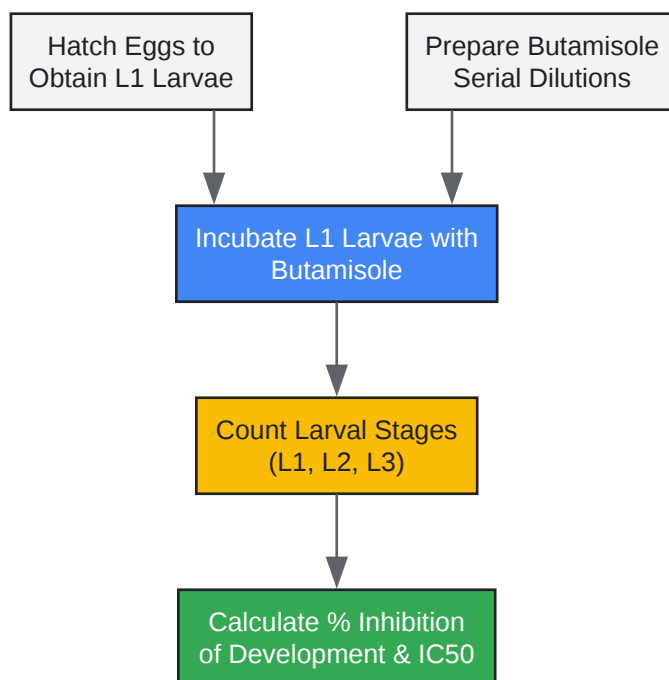 Hatch Eggs to
Obtain L1 Larvae
Prepare Butamisole
Serial Dilutions
Incubate L1 Larvae with
Butamisole
Count Larval Stages
(L1, L2, L3)
Calculate % Inhibition
of Development & IC50